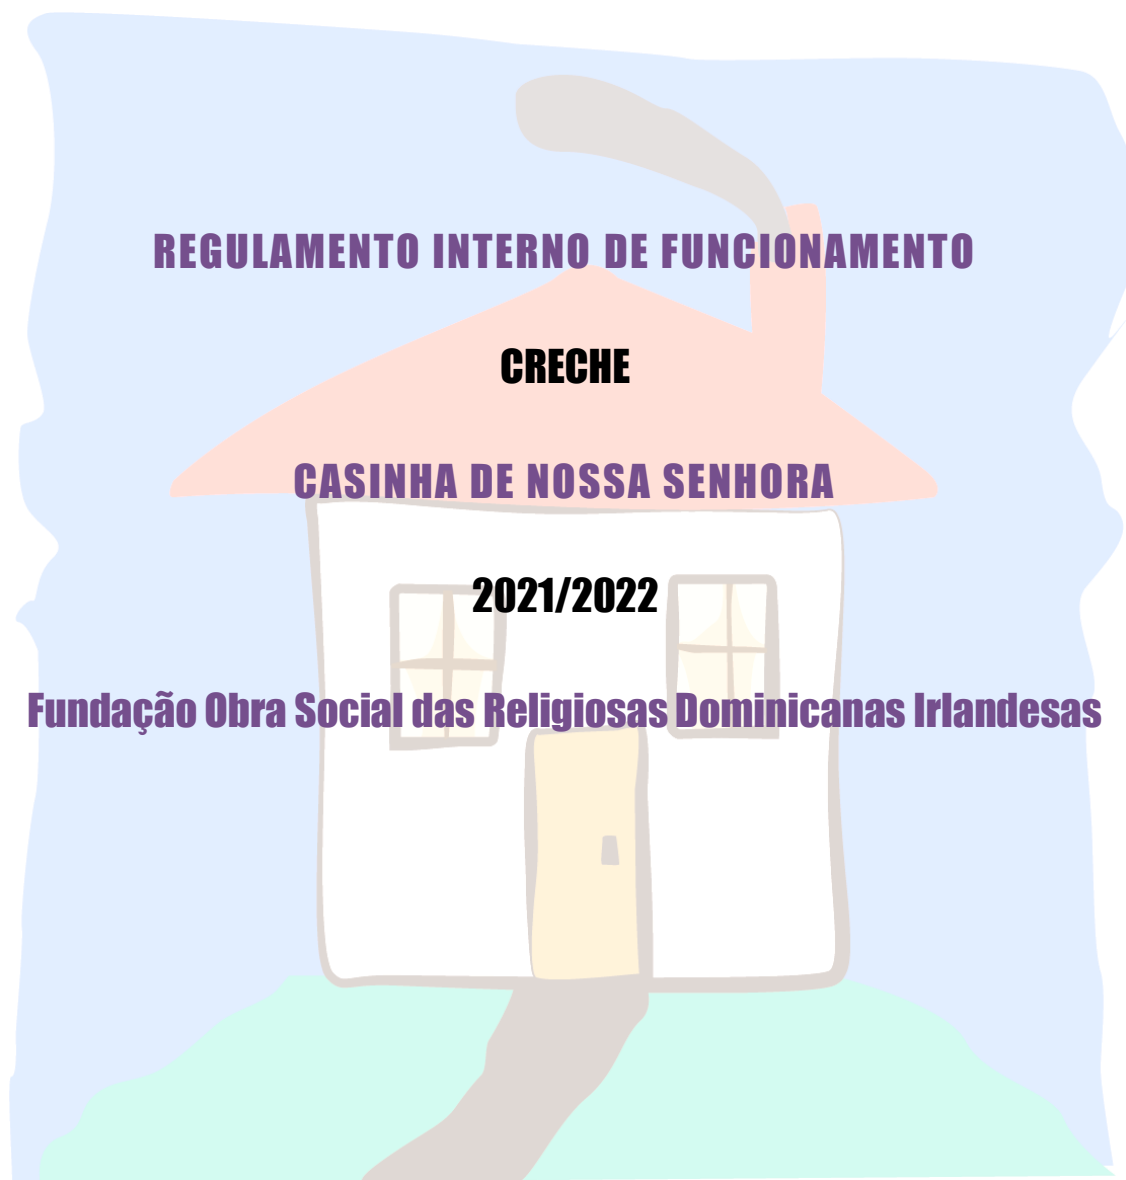 REGULAMENTO INTERNO DE FUNCIONAMENTO
CRECHE
CASINHA DE NOSSA SENHORA
2021/2022
Fundação Obra Social das Religiosas Dominicanas Irlandesas